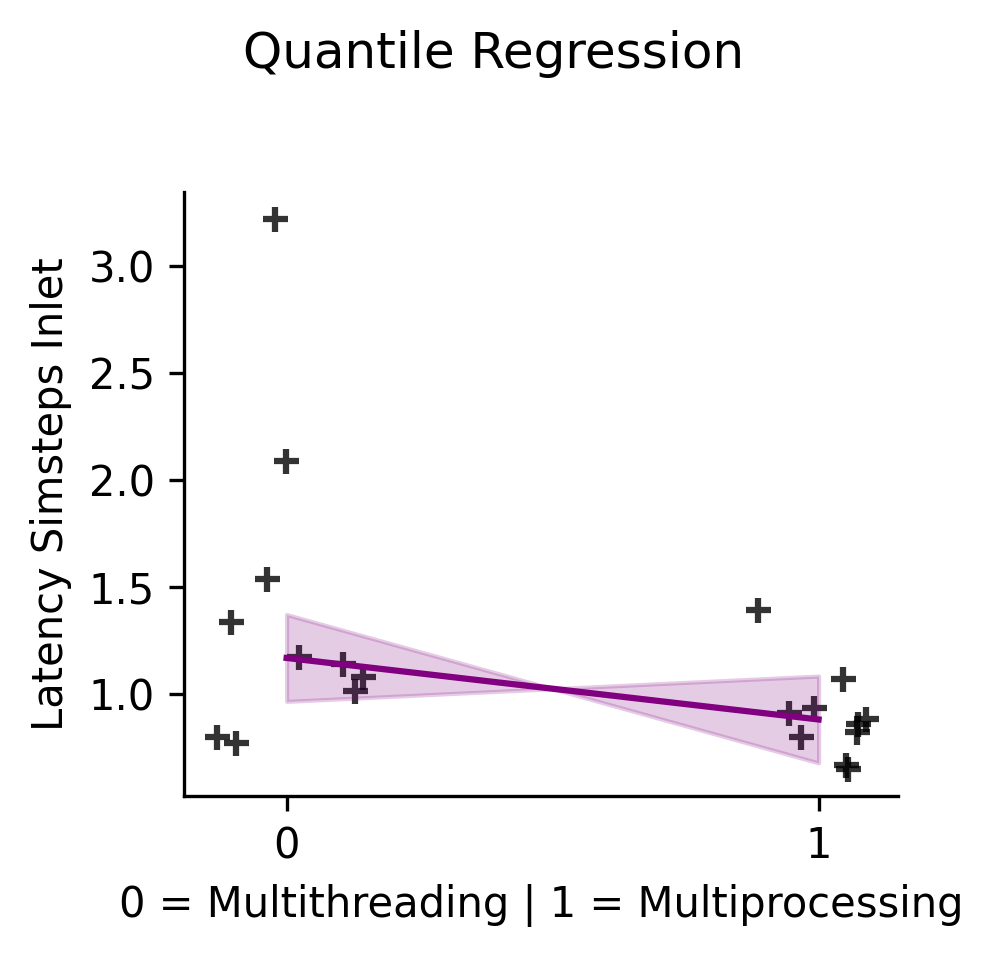 Quantile Regression
Latency Simsteps Inlet
3.0
2.5
2.0
1.5
1.0
0
1
0 = Multithreading | 1 = Multiprocessing